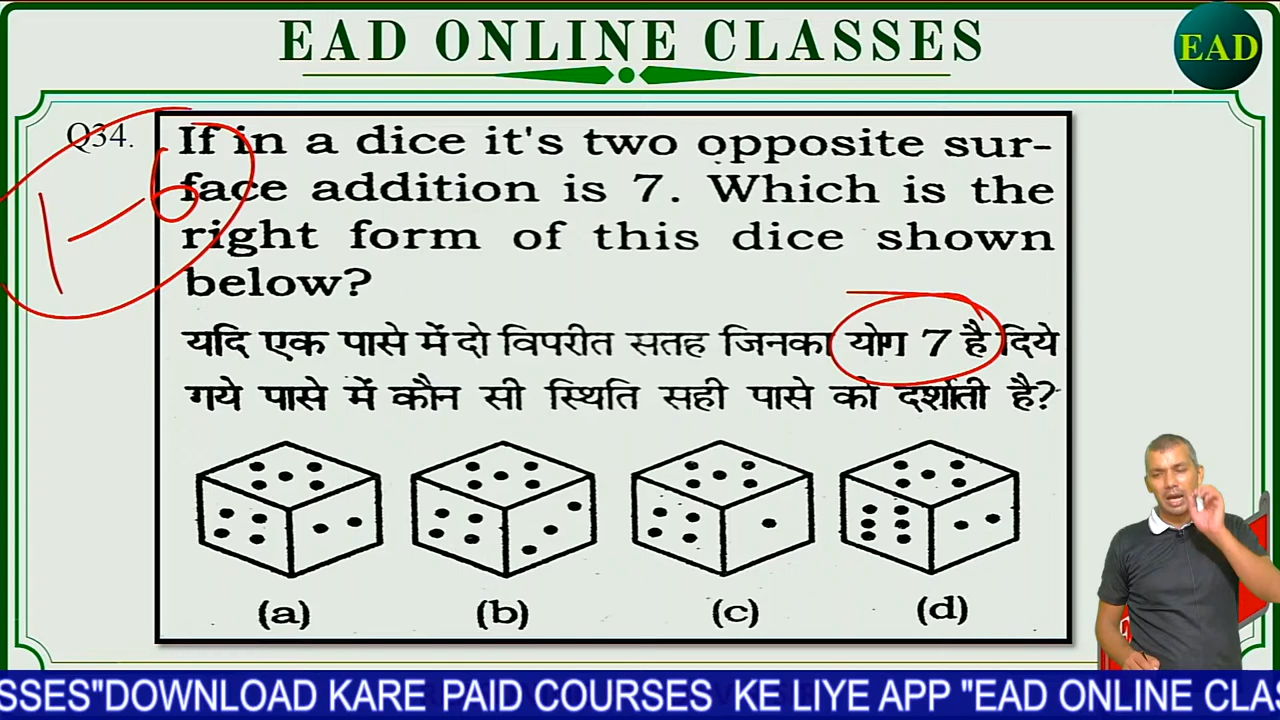 EAD ONLINE CLASSES
EAD
Q34.
1-6
If in a dice it's two opposite sur-
face addition is 7. Which is the
right form of this dice shown
below?
यदि एक पासे में दो विपरीत सतह जिनका योग 7 है दिये
गये पासे में कौन सी स्थिति सही पासे को दर्शाती है?
(a) (b) (c) (d)
SSES"DOWNLOAD KARE PAID COURSES KE LIYE APP "EAD ONLINE CLAS